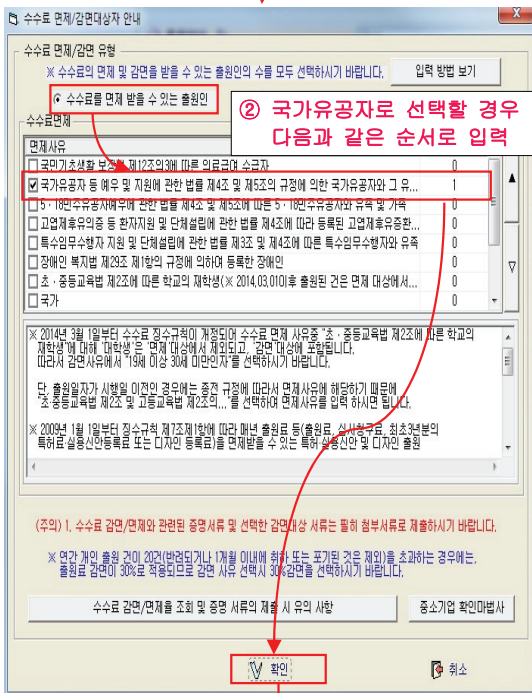 수수료 면제/감면대상자 안내
수수료 면제/감면 유형
※ 수수료의 면제 및 감면을 받을 수 있는 출원인의 수를 모두 선택하시기 바랍니다.
입력 방법 보기
수수료를 면제 받을 수 있는 출원인
② 국가유공자로 선택할 경우
다음과 같은 순서로 입력
수수료면제
면제사유
국민기초생활 보장법 제12조의3에 따른 의료급여 수급자 0
국가유공자 등 예우 및 지원에 관한 법률 제4조 및 제5조의 규정에 의한 국가유공자와 그 유... 1
5 · 18민주유공자예우에 관한 법률 제4조 및 제5조에 따른 5 · 18민주유공자와 유족 및 가족 0
고엽제후유의증 등 환자지원 및 단체설립에 관한 법률 제4조에 따라 등록된 고엽제후유증환... 0
특수임무수행자 지원 및 단체설립에 관한 법률 제3조 및 제4조에 따른 특수임무수행자와 유족 0
장애인 복지법 제29조 제1항의 규정에 의하여 등록한 장애인 0
초 · 중등교육법 제2조에 따른 학교의 재학생(※ 2014,03,01이후 출원된 건은 면제 대상에서... 0
국가 0
※ 2014년 3월 1일부터 수수료 징수규칙이 개정되어 수수료 면제 사유중 "초 · 중등교육법 제2조에 따른 학교의
재학생"에 대해 "대학생"은 "면제"대상에서 제외되고, "감면"대상에 포함됩니다.
따라서 감면사유에서 "19세 이상 30세 미만인자"를 선택하시기 바랍니다.
단, 출원일자가 시행일 이전인 경우에는 종전 규정에 따라서 면제사유에 해당하기 때문에
"초·중등교육법 제2조 및 고등교육법 제2조의..."를 선택하여 면제사유를 입력 하시면 됩니다.
※ 2009년 1월 1일부터 징수규칙 제7조제1항에 따라 매년 출원료 등(출원료, 심사청구료, 최초3년분의
특허료·실용신안등록료 또는 디자인 등록료)을 면제받을 수 있는 특허·실용신안 및 디자인 출원
(주의) 1. 수수료 감면/면제와 관련된 증명서류 및 선택한 감면대상 서류는 필히 첨부서류로 제출하시기 바랍니다.
※ 연간 개인 출원 건이 20건(반려되거나 1개월 이내에 취하 또는 포기된 것은 제외)을 초과하는 경우에는,
출원료 감면이 30%로 적용되므로 감면 사유 선택시 30%감면을 선택하시기 바랍니다.
수수료 감면/면제율 조회 및 증명 서류의 제출 시 유의 사항
중소기업 확인마법사
확인
취소